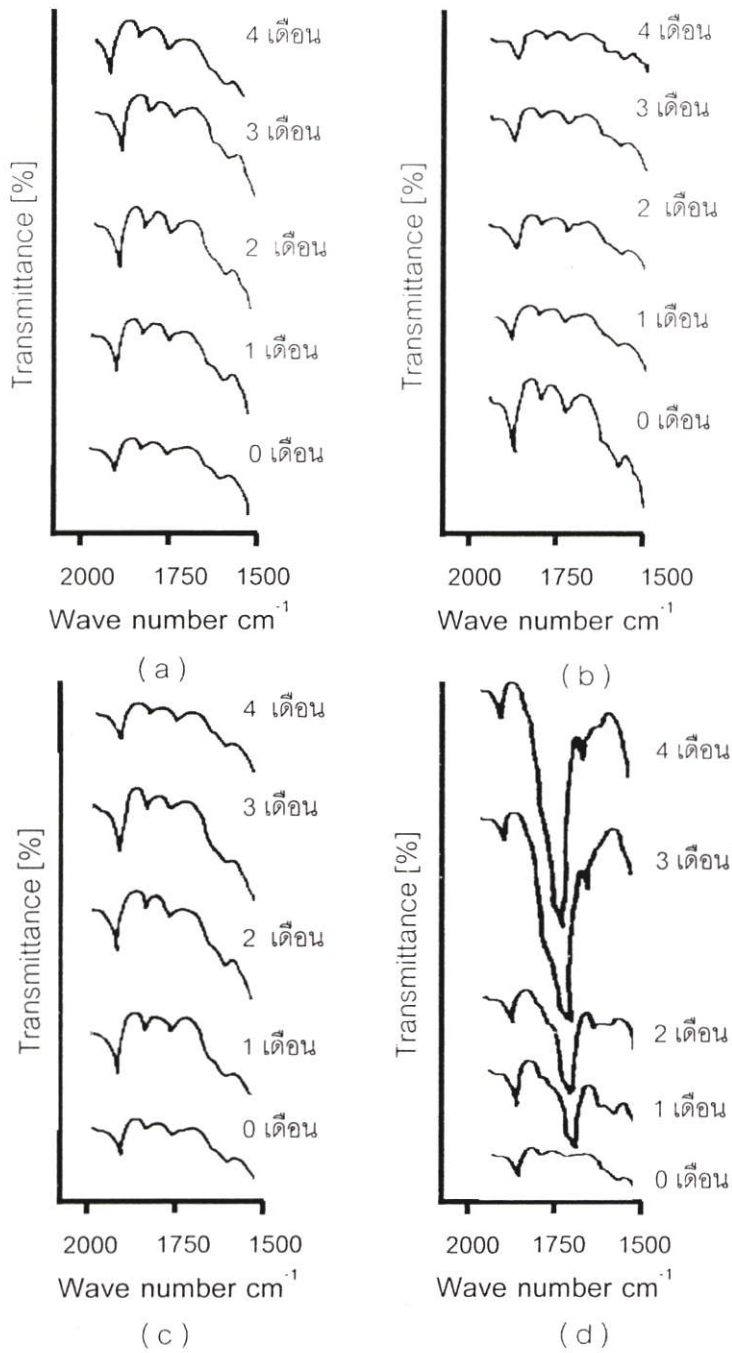 Transmittance [%]
4 เดือน
3 เดือน
2 เดือน
1 เดือน
0 เดือน
2000 1750 1500
Wave number cm-1
(a)
Transmittance [%]
4 เดือน
3 เดือน
2 เดือน
1 เดือน
0 เดือน
2000 1750 1500
Wave number cm-1
(b)
Transmittance [%]
4 เดือน
3 เดือน
2 เดือน
1 เดือน
0 เดือน
2000 1750 1500
Wave number cm-1
(c)
Transmittance [%]
4 เดือน
3 เดือน
2 เดือน
1 เดือน
0 เดือน
2000 1750 1500
Wave number cm-1
(d)